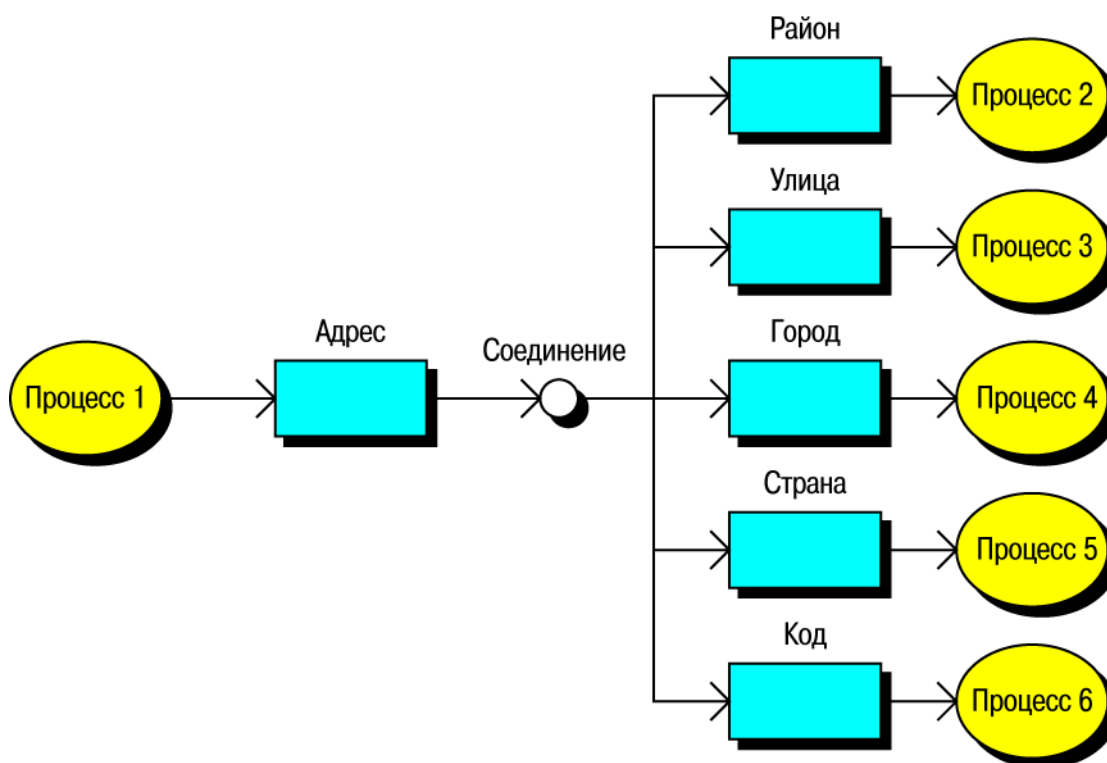 Район
Процесс 2
Улица
Процесс 3
Адрес
Соединение
Город
Процесс 1
Процесс 4
Страна
Процесс 5
Код
Процесс 6